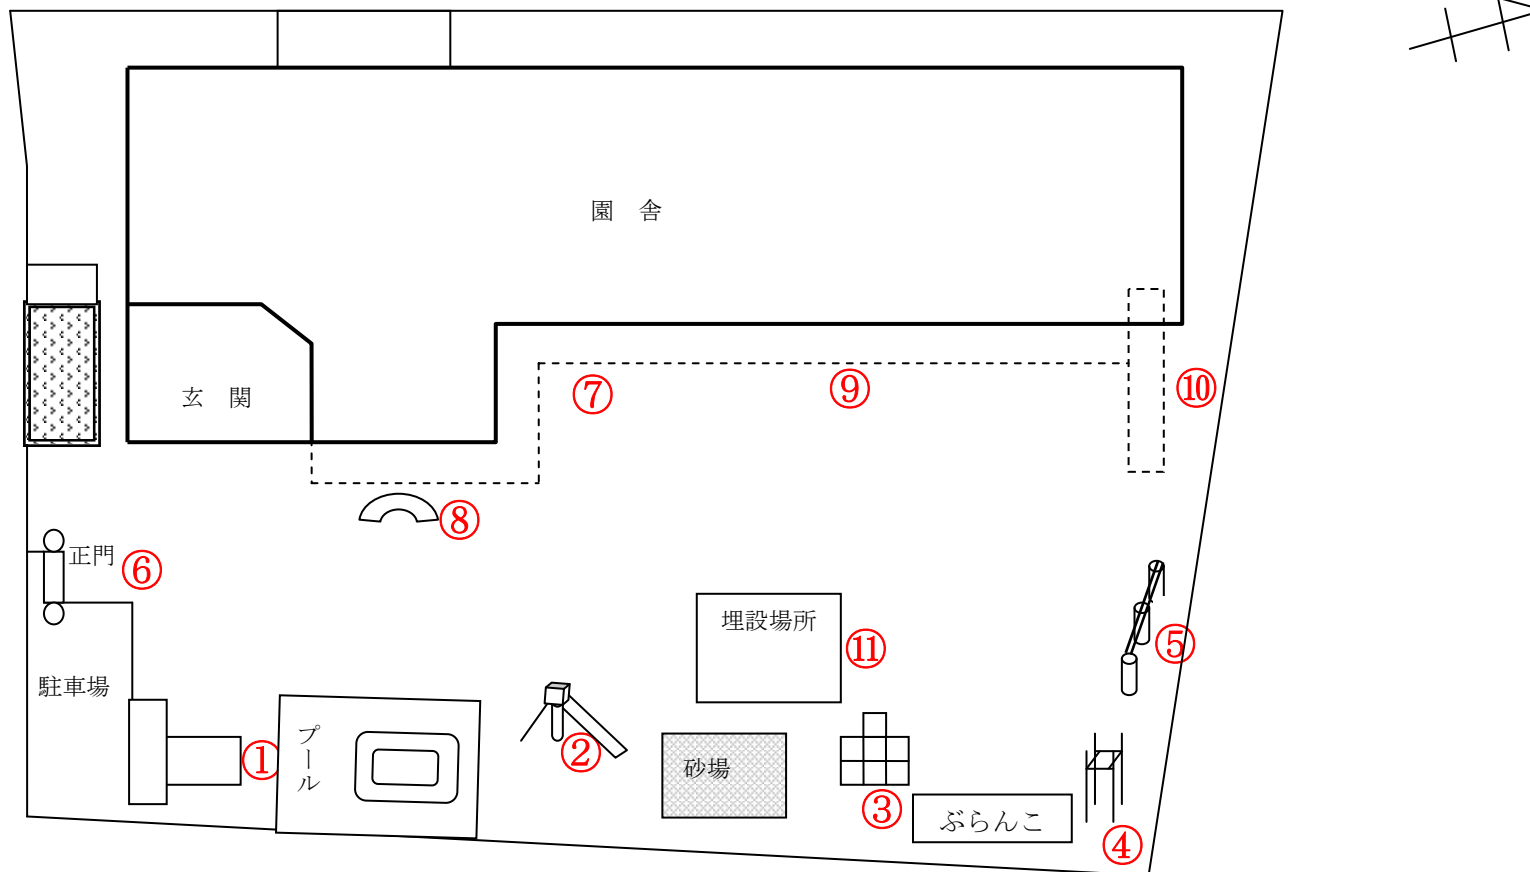 園　舎
玄　関
⑦
⑨
⑩
⑧
正門
⑥
埋設場所
⑪
⑤
駐車場
①
プール
②
砂場
③
ぶらんこ
④